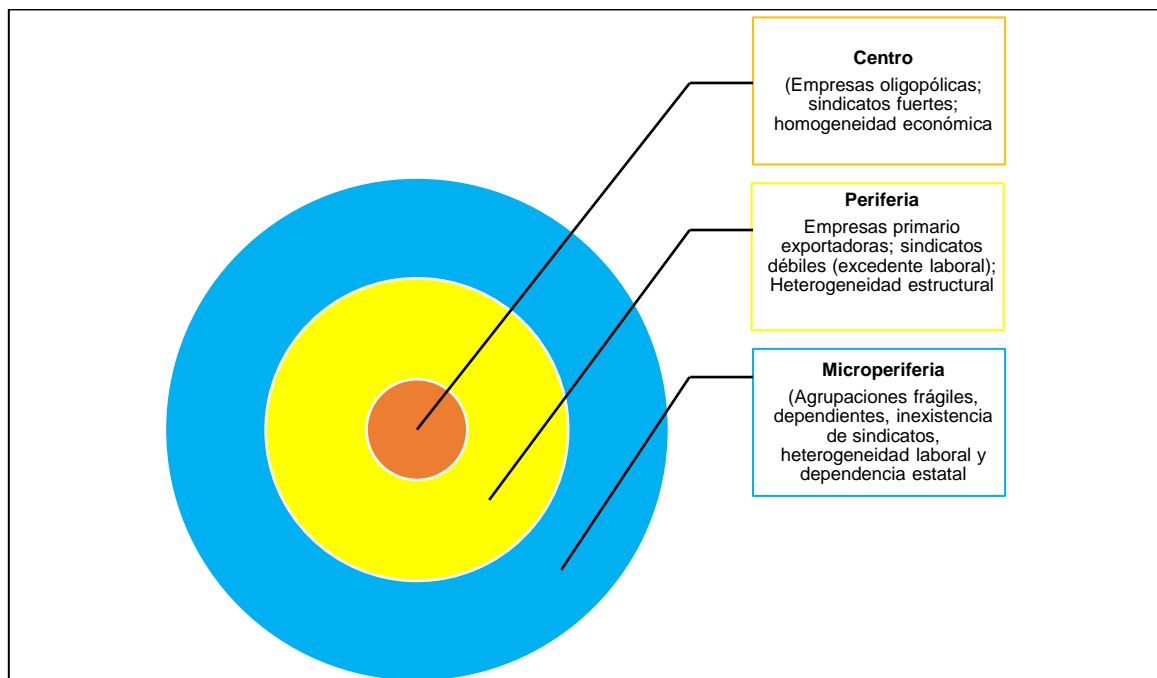 Centro
(Empresas oligopólicas;
sindicatos fuertes;
homogeneidad económica
Periferia
Empresas primario
exportadoras; sindicatos
débiles (excedente laboral);
Heterogeneidad estructural
Microperiferia
(Agrupaciones frágiles,
dependientes, inexistencia
de sindicatos,
heterogeneidad laboral y
dependencia estatal